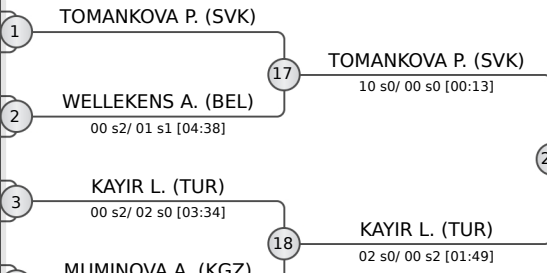 TOMANKOVA P. (SVK)
1
17
TOMANKOVA P. (SVK)
10 s0/ 00 s0 [00:13]
WELLEKENS A. (BEL)
2
00 s2/ 01 s1 [04:38]
KAYIR L. (TUR)
3
00 s2/ 02 s0 [03:34]
18
KAYIR L. (TUR)
02 s0/ 00 s2 [01:49]
MUMINOVA A. (KGZ)